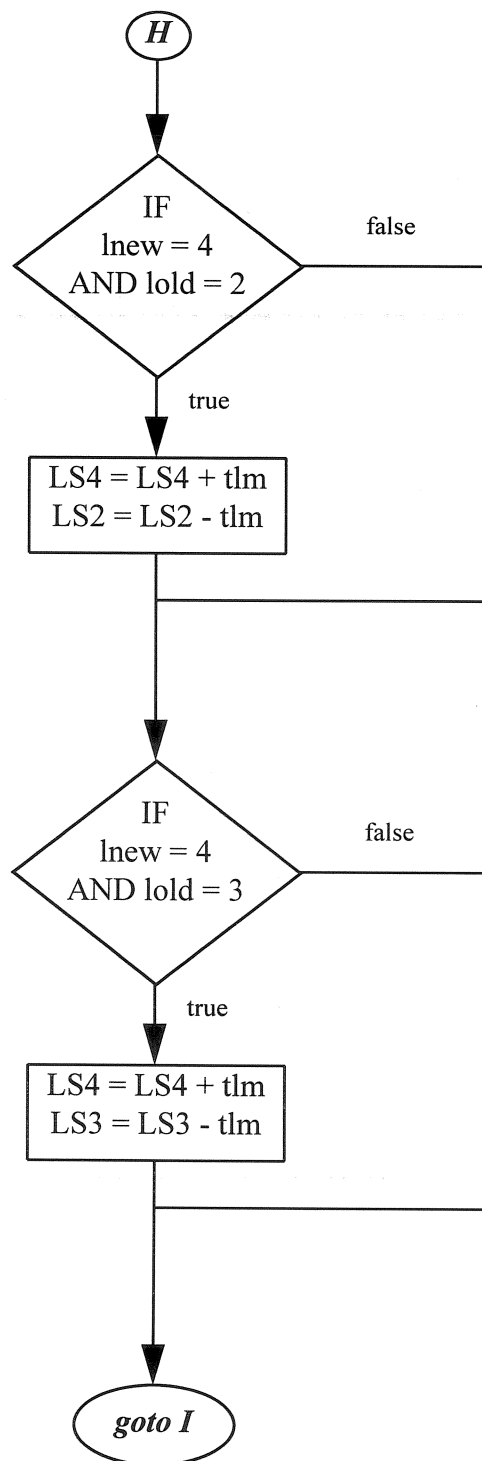 H
IF
lnew = 4
AND lold = 2
false
true
LS4 = LS4 + tlm
LS2 = LS2 - tlm
IF
lnew = 4
AND lold = 3
false
true
LS4 = LS4 + tlm
LS3 = LS3 - tlm
goto I